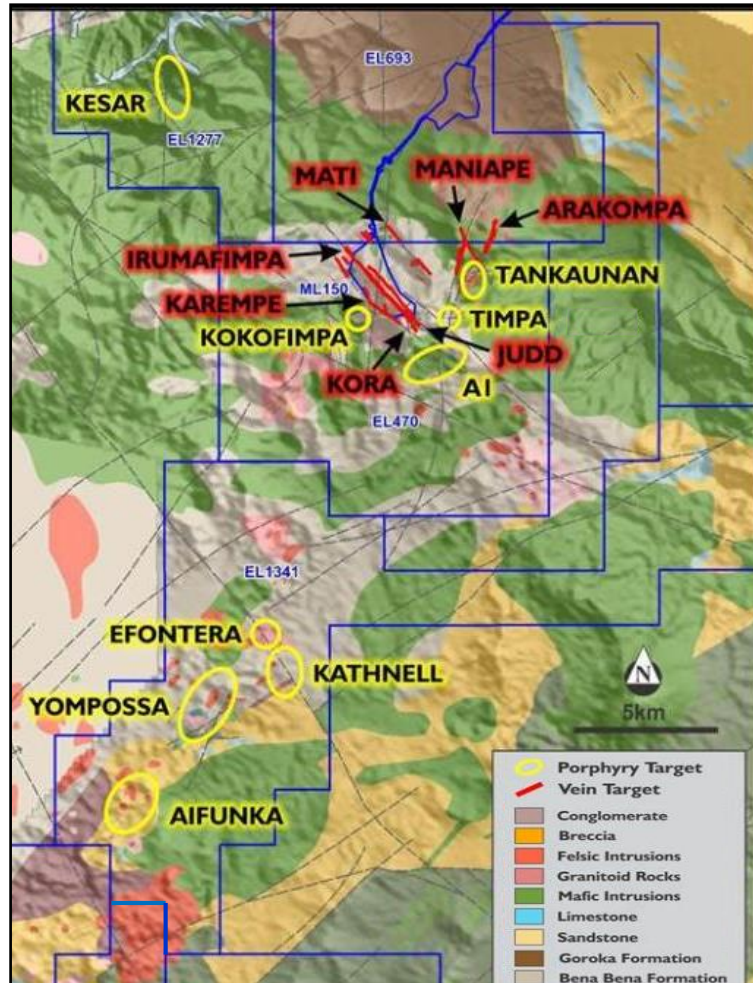 EL693
KESAR
EL1277
MATI
MANIAPE
ARAKOMPA
IRUMAFIMPA
TANKAUNAN
ML150
KAREMPE
TIMPA
KOKOFIMPA
JUDD
KORA
A1
EL470
EL1341
EFONTERA
KATHNELL
N
YOMPOSSA
5km
AIFUNKA
Porphyry Target
Vein Target
Conglomerate
Breccia
Felsic Intrusions
Granitoid Rocks
Mafic Intrusions
Limestone
Sandstone
Goroka Formation
Bena Bena Formation